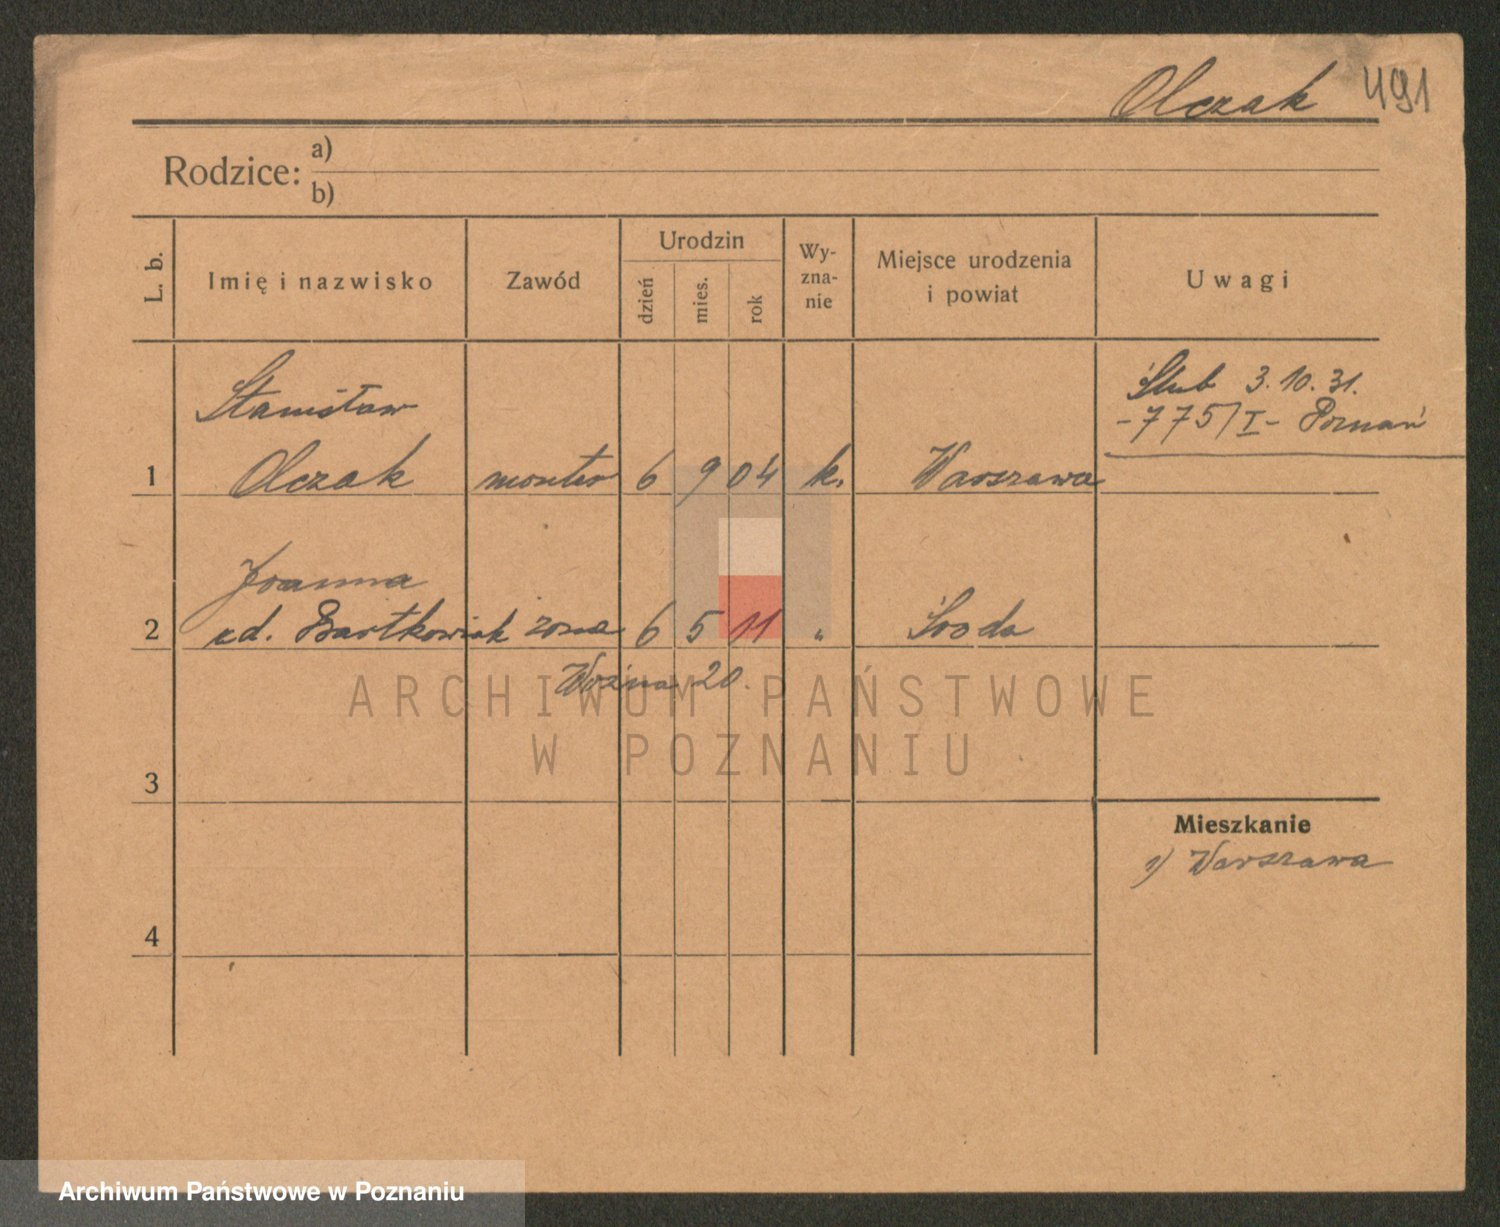 Olczak 491
Rodzice: a)
b)
L. b. Imię i nazwisko Zawód Urodzin dzień mies. rok Wy-zna-nie Miejsce urodzenia i powiat Uwagi
Ślub 3.10.31.
-775/I- Poznań
Stanisław
1 Olczak monter 6 9 04 k. Warszawa
Joanna
2 zd. Bartkowiak żona 6 5 11 " Środa
Woźna 20.
ARCHIWUM PAŃSTWOWE
W POZNANIU
3
Mieszkanie
1) Warszawa
4
Archiwum Państwowe w Poznaniu